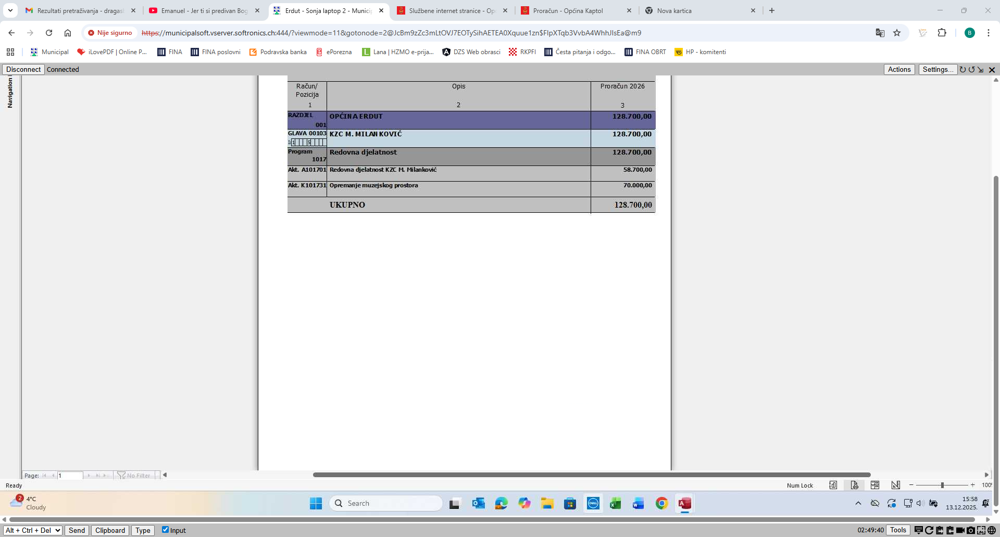 Rezultati pretraživanja - dragas
Emanuel - Jer ti si predivan Bog
Erdut - Sonja laptop 2 - Munici
Službene internet stranice - Op
Proračun - Općina Kaptol
Nova kartica
Nije sigurno
https://municipalsoft.vserver.softronics.ch:444/?viewmode=11&gotonode=2@JcBm9zZc3mLtOVJ7EOTySihAETEA0Xquue1zn$FlpXTqb3VvbA4WhhJIsEa@m9
B
Municipal
iLovePDF | Online P...
FINA
FINA poslovni
Podravska banka
ePorezna
Lana | HZMO e-prija...
DZS Web obrasci
RKPFI
Česta pitanja i odgo...
FINA OBRT
HP - komitenti
Disconnect Connected
Actions
Settings...
Navigation
Račun/
Pozicija
Opis
Proračun 2026
1 2 3
RAZDJEL
001
OPĆINA ERDUT 128.700,00
GLAVA 00103 KZC M. MILANKOVIĆ 128.700,00
I: 1 5
Program
1017
Redovna djelatnost 128.700,00
Akt. A101701 Redovna djelatnost KZC M. Milanković 58.700,00
Akt. K101731 Opremanje muzejskog prostora 70.000,00
UKUPNO 128.700,00
Page: 1 No Filter
Ready
Num Lock
100%
2
4°C
Cloudy
Search
DELL
15:58
13.12.2025.
Alt + Ctrl + Del
Send
Clipboard
Type
Input
02:49:40
Tools